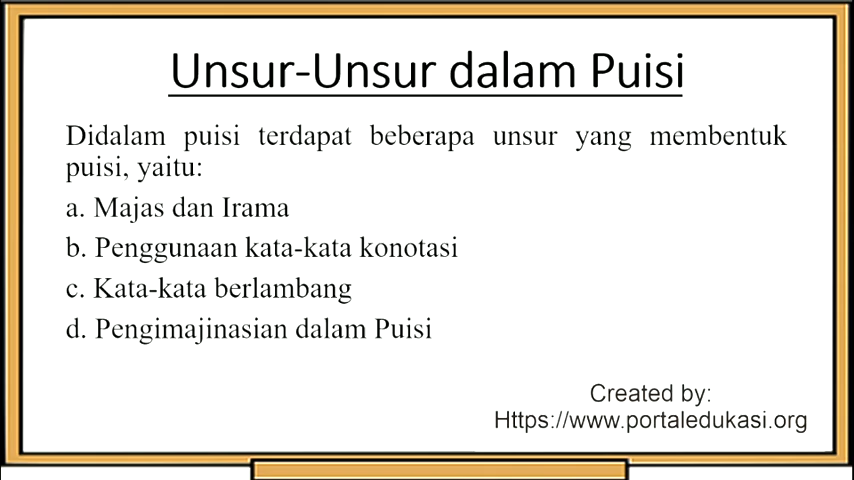 Unsur-Unsur dalam Puisi
Didalam puisi terdapat beberapa unsur yang membentuk
puisi, yaitu:
a. Majas dan Irama
b. Penggunaan kata-kata konotasi
c. Kata-kata berlambang
d. Pengimajinasian dalam Puisi
Created by:
Https://www.portaledukasi.org